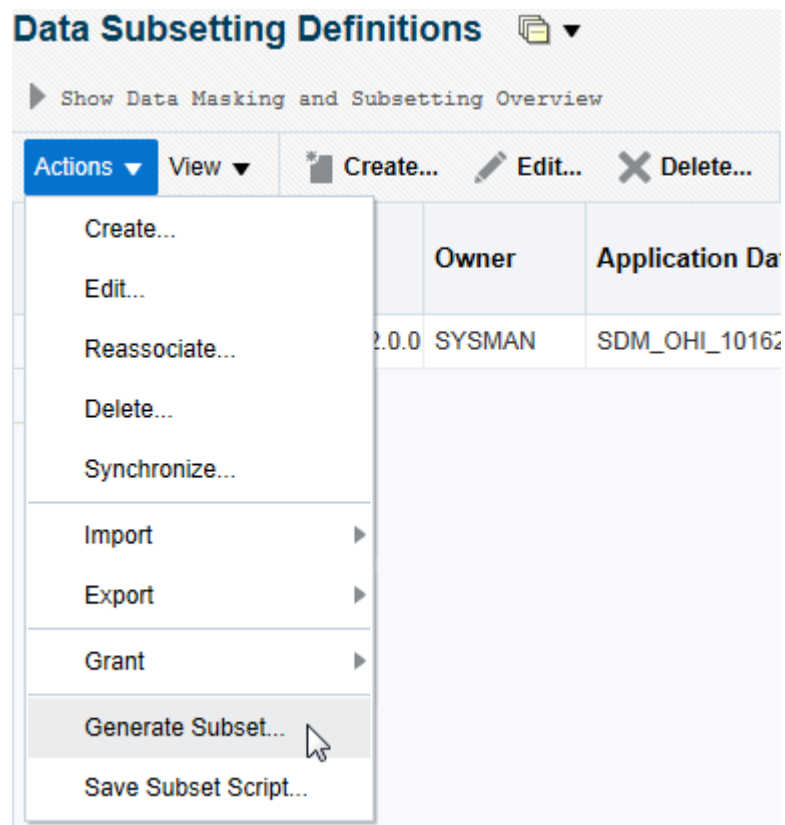 Data Subsetting Definitions
Show Data Masking and Subsetting Overview
Actions View Create... Edit... Delete...
Create...
Owner Application Da
Edit...
Reassociate...
2.0.0 SYSMAN SDM_OHI_10162
Delete...
Synchronize...
Import
Export
Grant
Generate Subset...
Save Subset Script...